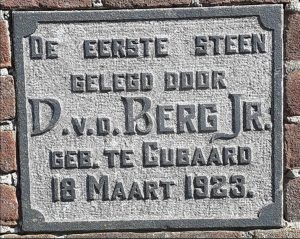 DE EERSTE STEEN
GELEGD DOOR
D.V.D. BERG JR.
GEB. TE CUBAARD
18 MAART 1923.